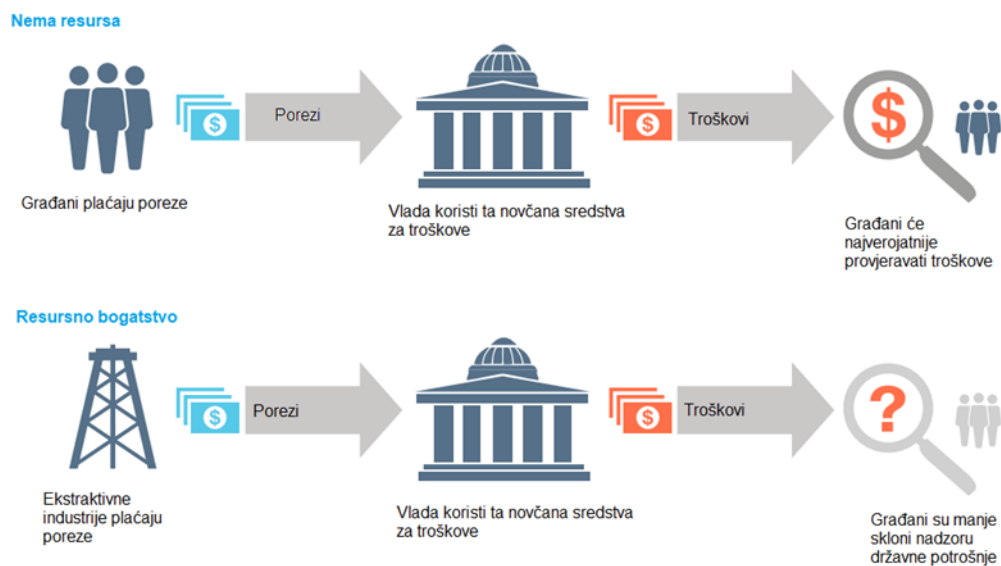 Nema resursa
$
Porezi
$
Troškovi
$
Građani plaćaju poreze
Vlada koristi ta novčana sredstva
za troškove
Građani će
najverojatnije
provjeravati troškove
Resursno bogatstvo
$
Porezi
$
Troškovi
?
Ekstraktivne
industrije plaćaju
poreze
Vlada koristi ta novčana sredstva
za troškove
Građani su manje
skloni nadzoru
državne potrošnje